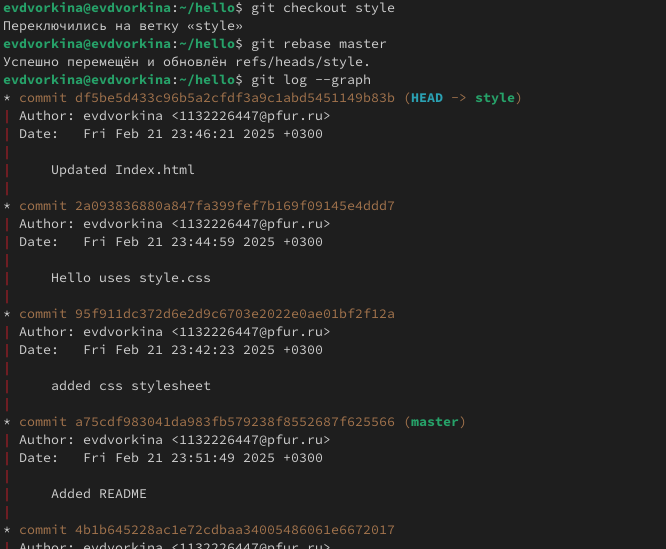 evdvorkina@evdvorkina:~/hello$ git checkout style
Переключились на ветку «style»
evdvorkina@evdvorkina:~/hello$ git rebase master
Успешно перемещён и обновлён refs/heads/style.
evdvorkina@evdvorkina:~/hello$ git log --graph
* commit df5be5d433c96b5a2cfdf3a9c1abd5451149b83b (HEAD -> style)
| Author: evdvorkina <1132226447@pfur.ru>
| Date:   Fri Feb 21 23:46:21 2025 +0300
|
|     Updated Index.html
|
* commit 2a093836880a847fa399fef7b169f09145e4ddd7
| Author: evdvorkina <1132226447@pfur.ru>
| Date:   Fri Feb 21 23:44:59 2025 +0300
|
|     Hello uses style.css
|
* commit 95f911dc372d6e2d9c6703e2022e0ae01bf2f12a
| Author: evdvorkina <1132226447@pfur.ru>
| Date:   Fri Feb 21 23:42:23 2025 +0300
|
|     added css stylesheet
|
* commit a75cdf983041da983fb579238f8552687f625566 (master)
| Author: evdvorkina <1132226447@pfur.ru>
| Date:   Fri Feb 21 23:51:49 2025 +0300
|
|     Added README
|
* commit 4b1b645228ac1e72cdbaa34005486061e6672017
| Author: evdvorkina <1132226447@pfur.ru>